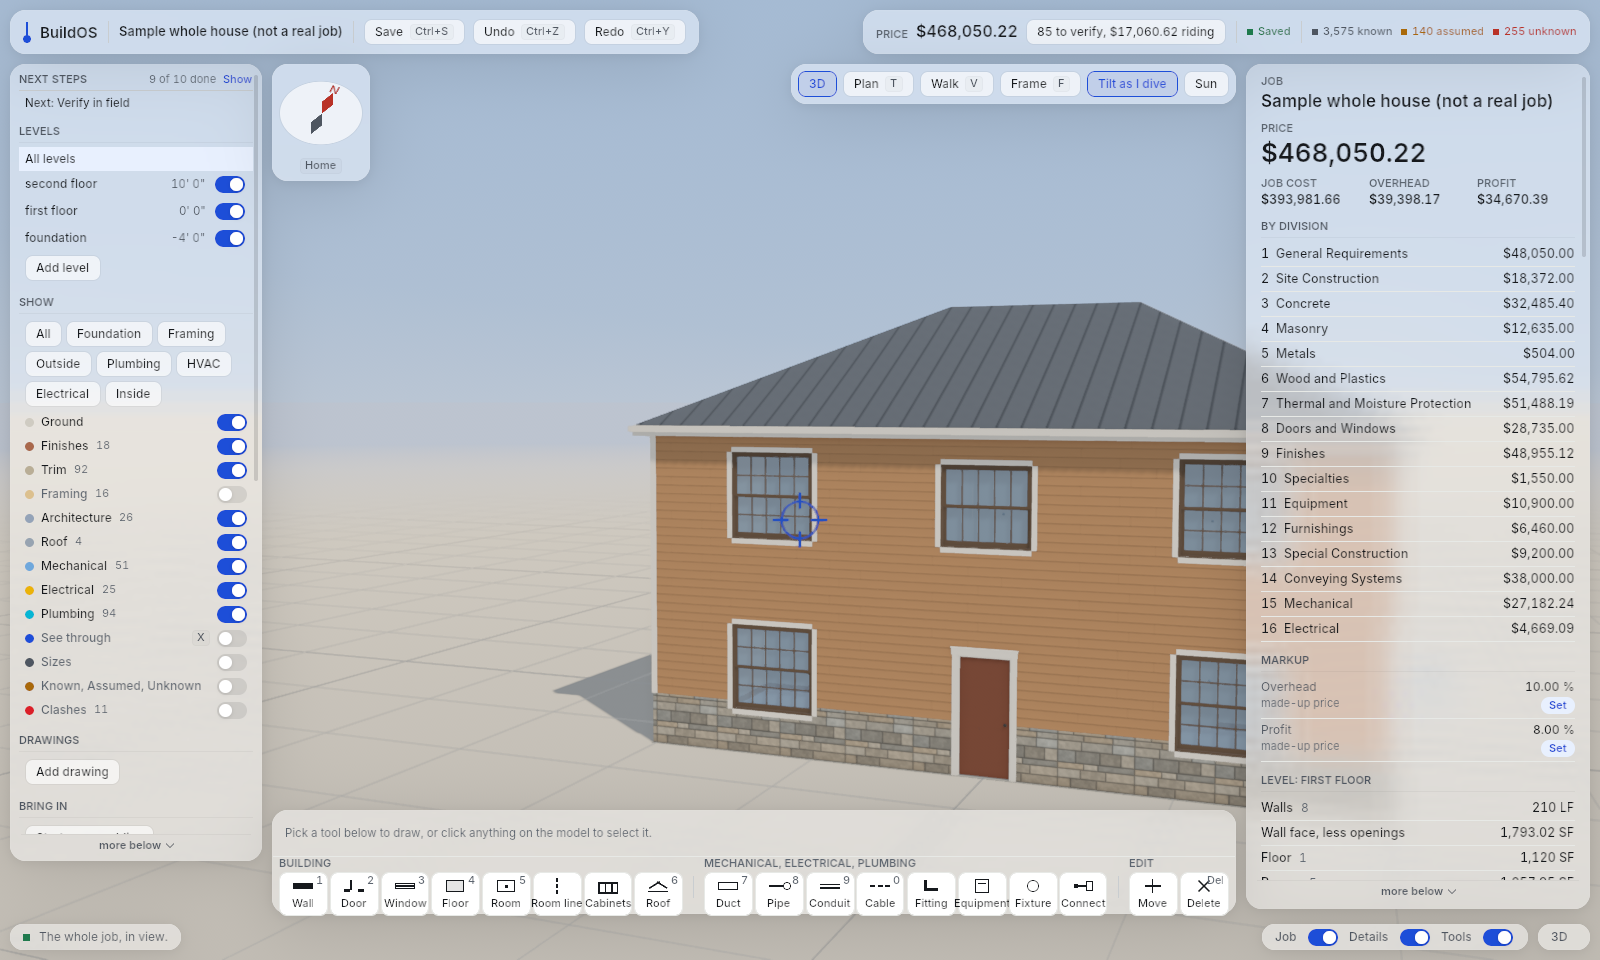 BuildOS
Sample whole house (not a real job)
Save Ctrl+S
Undo Ctrl+Z
Redo Ctrl+Y
PRICE $468,050.22
85 to verify, $17,060.62 riding
Saved
3,575 known
140 assumed
255 unknown
NEXT STEPS 9 of 10 done Show
Next: Verify in field
LEVELS
All levels
second floor 10' 0"
first floor 0' 0"
foundation -4' 0"
Add level
SHOW
All Foundation Framing
Outside Plumbing HVAC
Electrical Inside
Ground
Finishes 18
Trim 92
Framing 16
Architecture 26
Roof 4
Mechanical 51
Electrical 25
Plumbing 94
See through X
Sizes
Known, Assumed, Unknown
Clashes 11
DRAWINGS
Add drawing
BRING IN
more below
N
Home
3D
Plan T
Walk V
Frame F
Tilt as I dive
Sun
JOB
Sample whole house (not a real job)
PRICE
$468,050.22
JOB COST OVERHEAD PROFIT
$393,981.66 $39,398.17 $34,670.39
BY DIVISION
1 General Requirements $48,050.00
2 Site Construction $18,372.00
3 Concrete $32,485.40
4 Masonry $12,635.00
5 Metals $504.00
6 Wood and Plastics $54,795.62
7 Thermal and Moisture Protection $51,488.19
8 Doors and Windows $28,735.00
9 Finishes $48,955.12
10 Specialties $1,550.00
11 Equipment $10,900.00
12 Furnishings $6,460.00
13 Special Construction $9,200.00
14 Conveying Systems $38,000.00
15 Mechanical $27,182.24
16 Electrical $4,669.09
MARKUP
Overhead 10.00 %
made-up price Set
Profit 8.00 %
made-up price Set
LEVEL: FIRST FLOOR
Walls 8 210 LF
Wall face, less openings 1,793.02 SF
Floor 1 1,120 SF
more below
Pick a tool below to draw, or click anything on the model to select it.
BUILDING
Wall 1
Door 2
Window 3
Floor 4
Room 5
Room line
Cabinets
Roof 6
MECHANICAL, ELECTRICAL, PLUMBING
Duct 7
Pipe 8
Conduit 9
Cable 0
Fitting
Equipment
Fixture
Connect
EDIT
Move
Delete Del
The whole job, in view.
Job
Details
Tools
3D